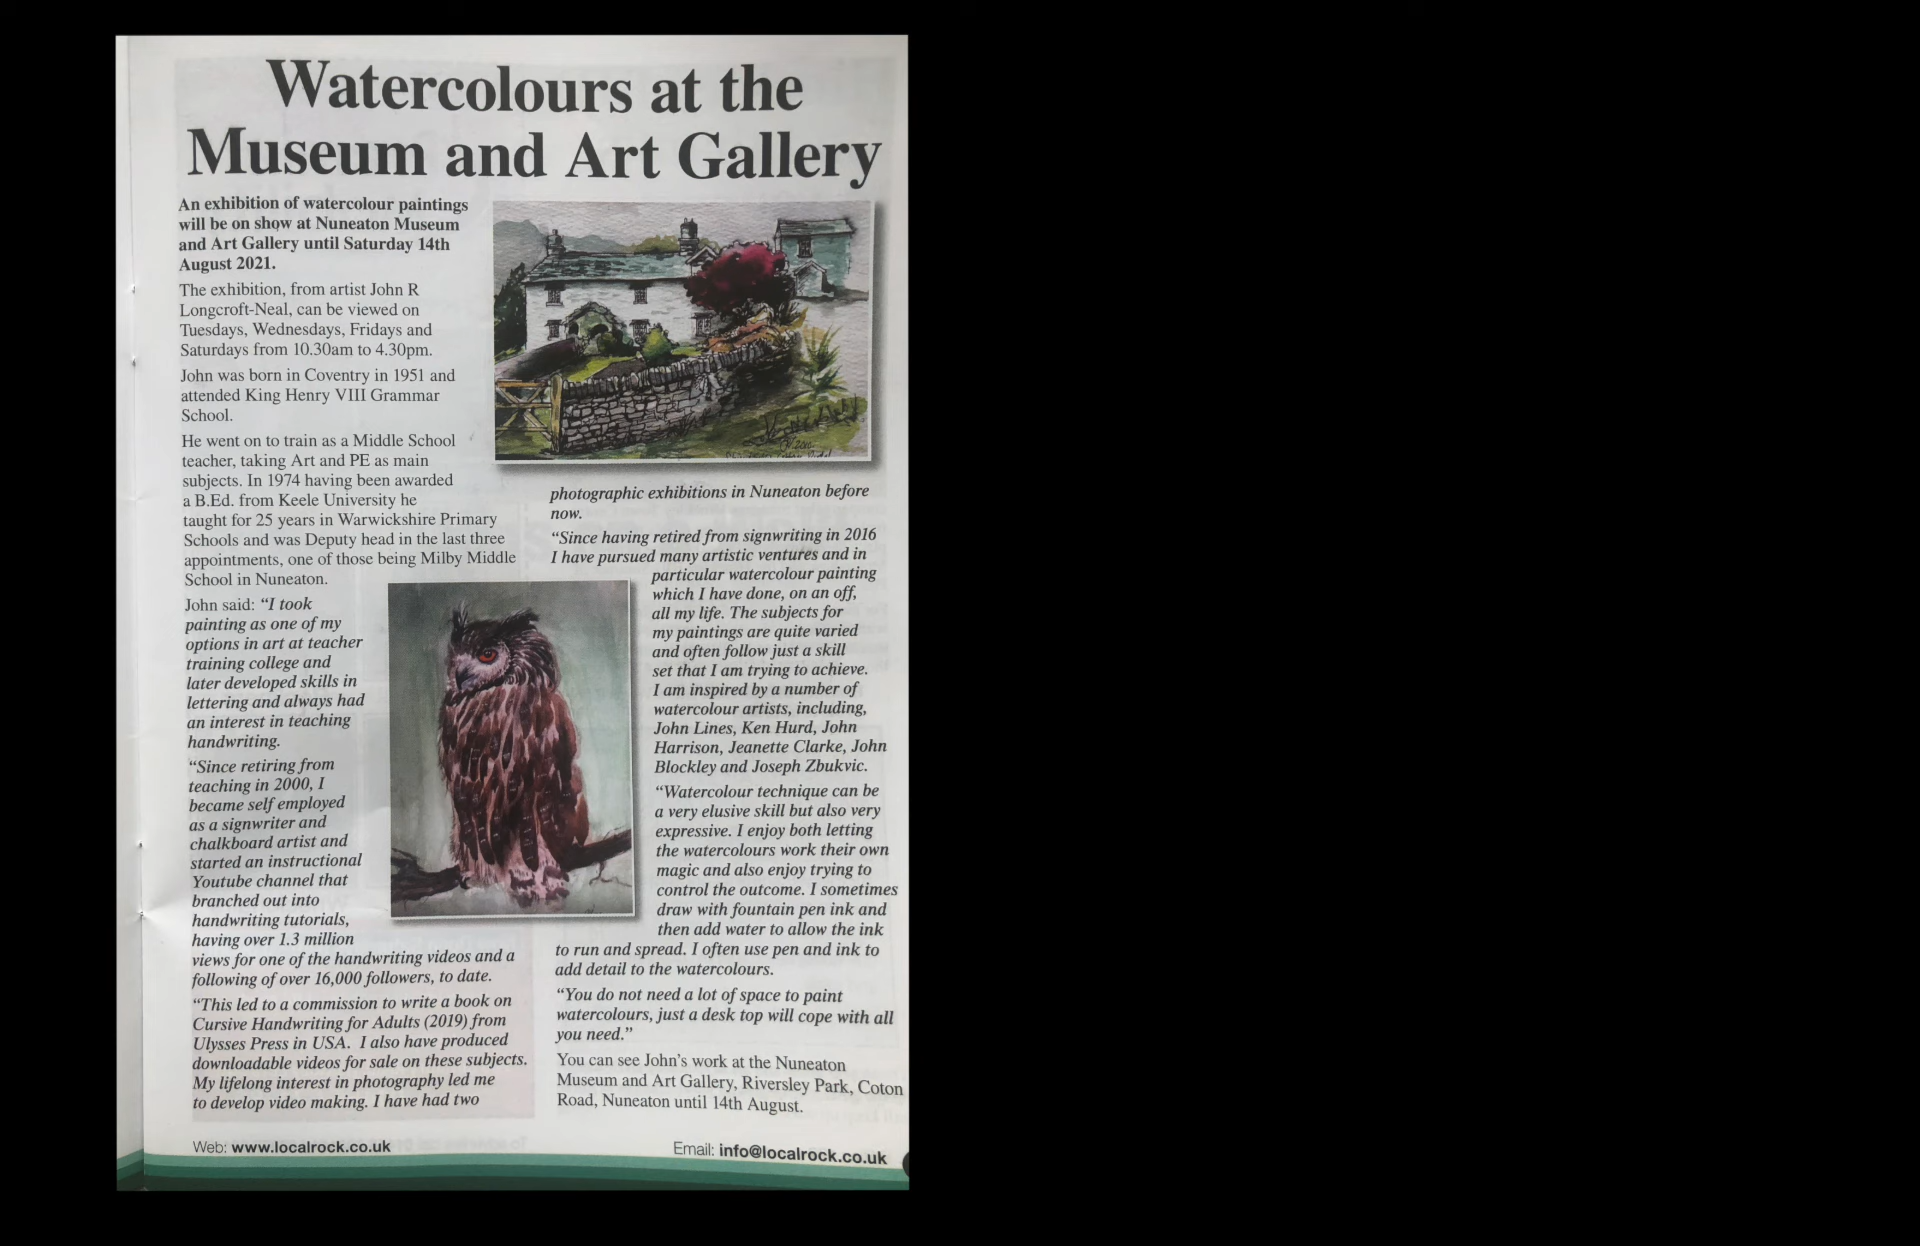 Watercolours at the
Museum and Art Gallery
An exhibition of watercolour paintings
will be on show at Nuneaton Museum
and Art Gallery until Saturday 14th
August 2021.
The exhibition, from artist John R
Longcroft-Neal, can be viewed on
Tuesdays, Wednesdays, Fridays and
Saturdays from 10.30am to 4.30pm.
John was born in Coventry in 1951 and
attended King Henry VIII Grammar
School.
He went on to train as a Middle School
teacher, taking Art and PE as main
subjects. In 1974 having been awarded
a B.Ed. from Keele University he
taught for 25 years in Warwickshire Primary
Schools and was Deputy head in the last three
appointments, one of those being Milby Middle
School in Nuneaton.
John said: “I took
painting as one of my
options in art at teacher
training college and
later developed skills in
lettering and always had
an interest in teaching
handwriting.
“Since retiring from
teaching in 2000, I
became self employed
as a signwriter and
chalkboard artist and
started an instructional
Youtube channel that
branched out into
handwriting tutorials,
having over 1.3 million
views for one of the handwriting videos and a
following of over 16,000 followers, to date.
“This led to a commission to write a book on
Cursive Handwriting for Adults (2019) from
Ulysses Press in USA. I also have produced
downloadable videos for sale on these subjects.
My lifelong interest in photography led me
to develop video making. I have had two
photographic exhibitions in Nuneaton before
now.
“Since having retired from signwriting in 2016
I have pursued many artistic ventures and in
particular watercolour painting
which I have done, on an off,
all my life. The subjects for
my paintings are quite varied
and often follow just a skill
set that I am trying to achieve.
I am inspired by a number of
watercolour artists, including,
John Lines, Ken Hurd, John
Harrison, Jeanette Clarke, John
Blockley and Joseph Zbukvic.
“Watercolour technique can be
a very elusive skill but also very
expressive. I enjoy both letting
the watercolours work their own
magic and also enjoy trying to
control the outcome. I sometimes
draw with fountain pen ink and
then add water to allow the ink
to run and spread. I often use pen and ink to
add detail to the watercolours.
“You do not need a lot of space to paint
watercolours, just a desk top will cope with all
you need.”
You can see John’s work at the Nuneaton
Museum and Art Gallery, Riversley Park, Coton
Road, Nuneaton until 14th August.
Web: www.localrock.co.uk
Email: info@localrock.co.uk